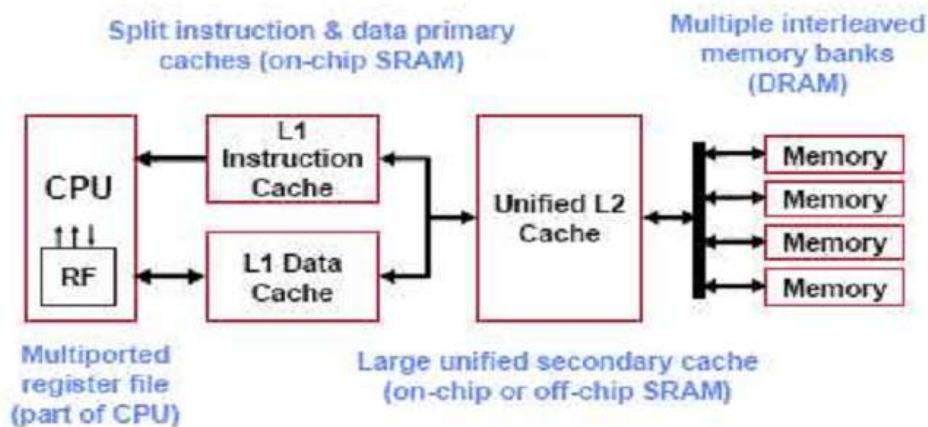 Split instruction & data primary
caches (on-chip SRAM)
Multiple interleaved
memory banks
(DRAM)
CPU
RF
L1
Instruction
Cache
L1 Data
Cache
Unified L2
Cache
Memory
Memory
Memory
Memory
Multiported
register file
(part of CPU)
Large unified secondary cache
(on-chip or off-chip SRAM)